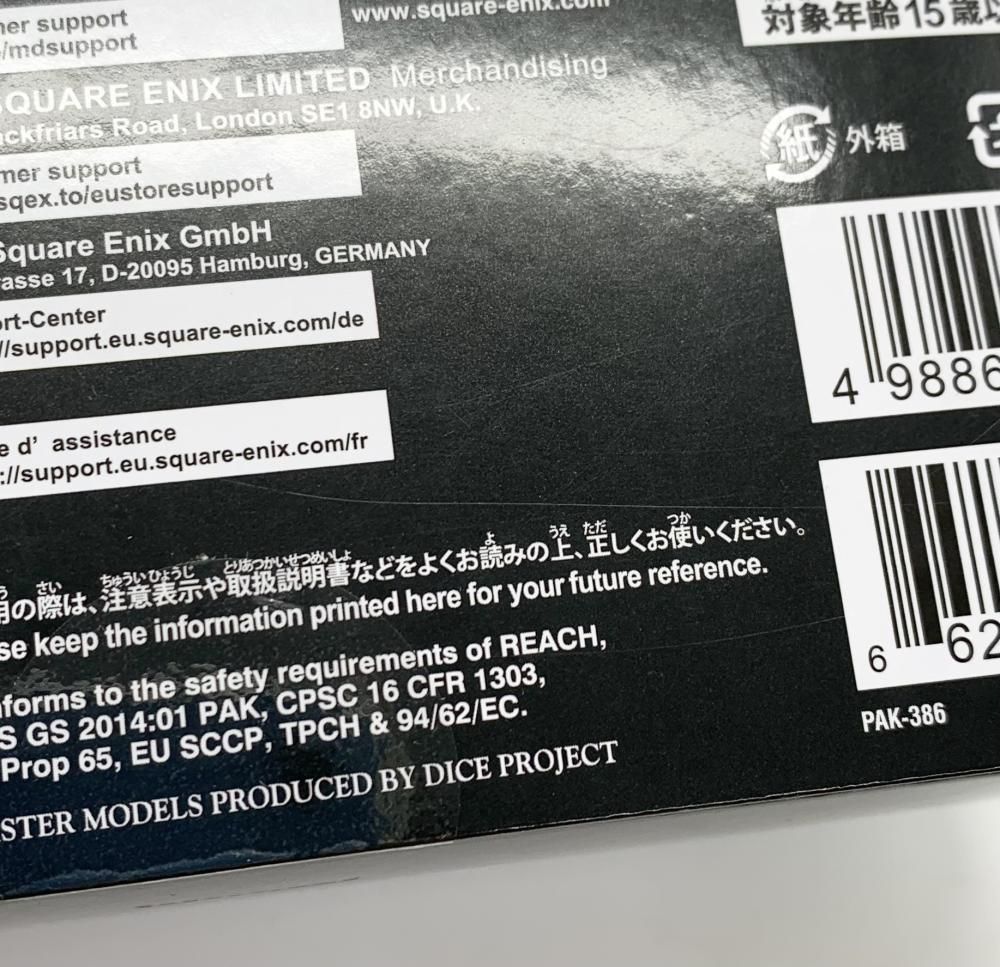 ner support
www.square-enix.com
対象年齢15歳以
/mdsupport
SQUARE ENIX LIMITED Merchandising
ackfriars Road, London SE1 8NW, U.K.
紙 外箱
mer support
sqex.to/eustoresupport
Square Enix GmbH
rasse 17, D-20095 Hamburg, GERMANY
ort-Center
//support.eu.square-enix.com/de
4 9886
e d' assistance
://support.eu.square-enix.com/fr
用の際は、注意表示や取扱説明書などをよくお読みの上、正しくお使いください。
se keep the information printed here for your future reference.
nforms to the safety requirements of REACH,
S GS 2014:01 PAK, CPSC 16 CFR 1303,
Prop 65, EU SCCP, TPCH & 94/62/EC.
6 62
PAK-386
STER MODELS PRODUCED BY DICE PROJECT